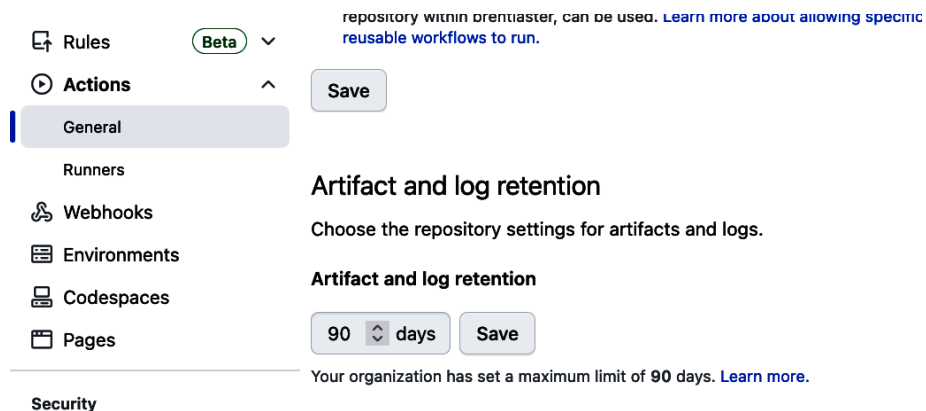 repository within brentlaster, can be used. Learn more about allowing specific
reusable workflows to run.
Rules Beta
Actions
General
Runners
Webhooks
Environments
Codespaces
Pages
Security
Save
Artifact and log retention
Choose the repository settings for artifacts and logs.
Artifact and log retention
90 days Save
Your organization has set a maximum limit of 90 days. Learn more.